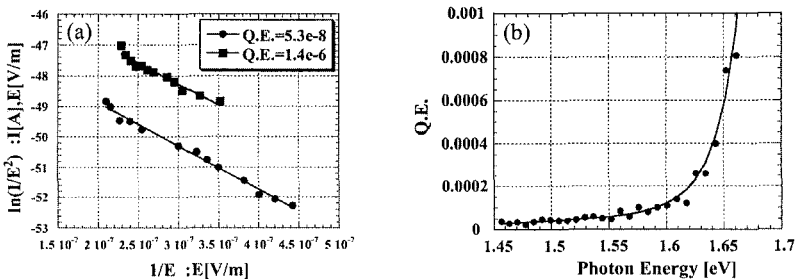 (a)
Q.E.=5.3e-8
Q.E.=1.4e-6
-46
-47
-48
-49
-50
-51
-52
-53
ln(I/E²) :I[A],E[V/m]
1.5 10⁻⁷ 2 10⁻⁷ 2.5 10⁻⁷ 3 10⁻⁷ 3.5 10⁻⁷ 4 10⁻⁷ 4.5 10⁻⁷ 5 10⁻⁷
1/E :E[V/m]
(b)
0.001
0.0008
0.0006
0.0004
0.0002
0
Q.E.
1.45 1.5 1.55 1.6 1.65 1.7
Photon Energy [eV]